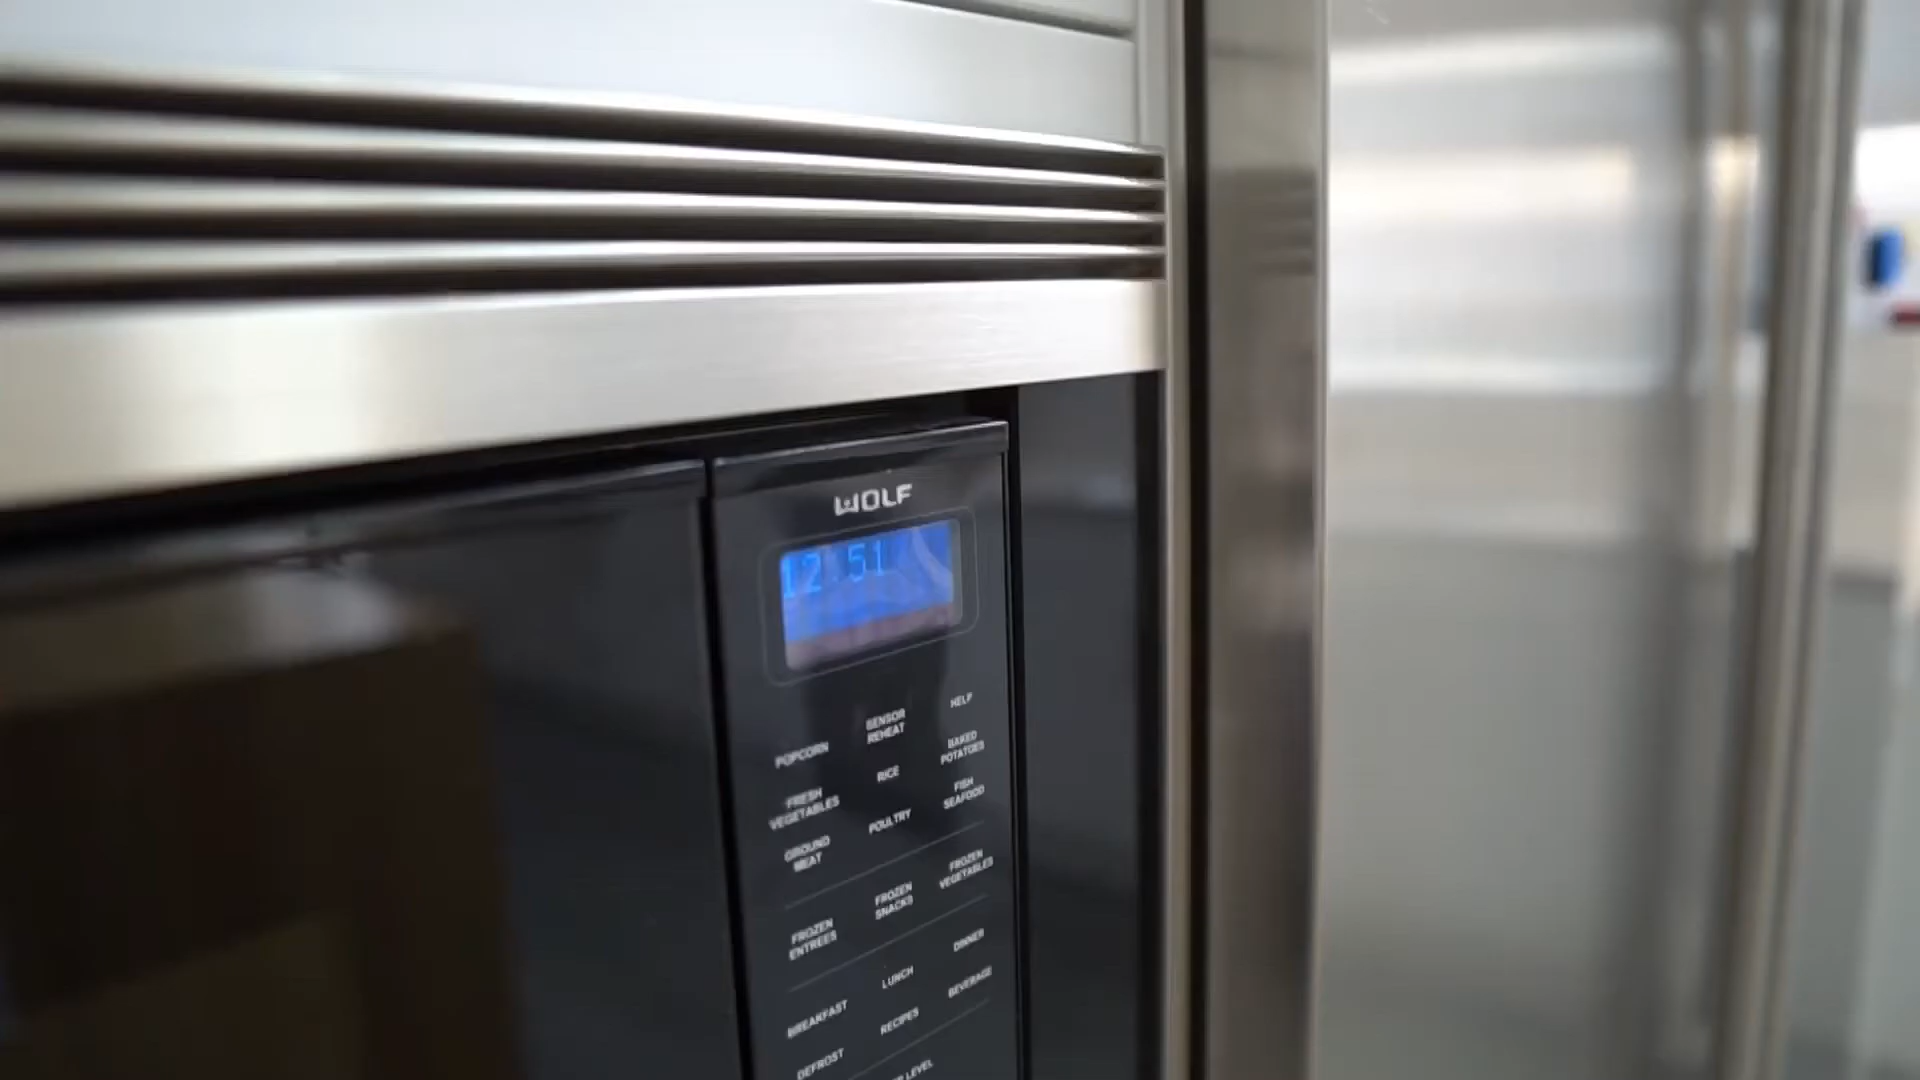 WOLF
12:51
POPCORN
SENSOR
REHEAT
HELP
FRESH
VEGETABLES
RICE
BAKED
POTATOES
GROUND
MEAT
POULTRY
FISH
SEAFOOD
FROZEN
ENTREES
FROZEN
SNACKS
FROZEN
VEGETABLES
BREAKFAST
LUNCH
DINNER
DEFROST
RECIPES
BEVERAGE
LEVEL